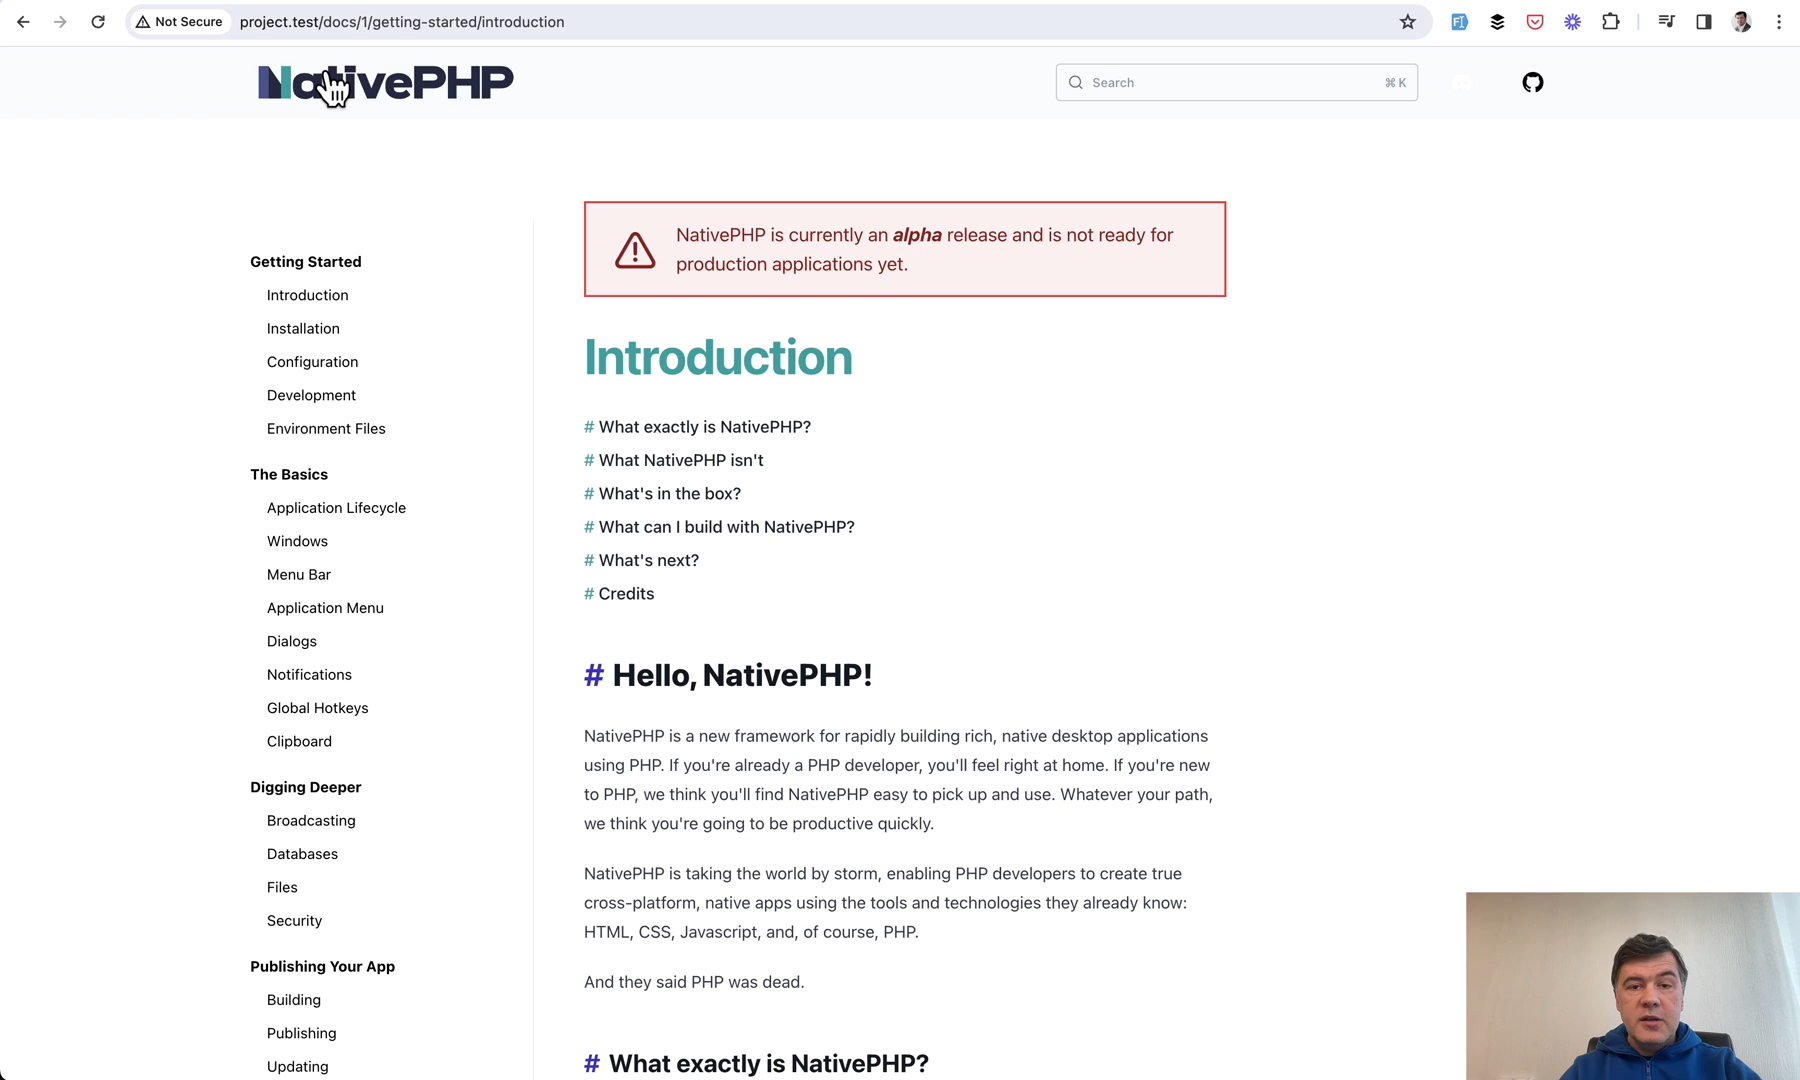 Not Secure
project.test/docs/1/getting-started/introduction
NativePHP
Search
⌘ K
NativePHP is currently an alpha release and is not ready for
production applications yet.
Getting Started
Introduction
Installation
Configuration
Development
Environment Files
The Basics
Application Lifecycle
Windows
Menu Bar
Application Menu
Dialogs
Notifications
Global Hotkeys
Clipboard
Digging Deeper
Broadcasting
Databases
Files
Security
Publishing Your App
Building
Publishing
Updating
Introduction
# What exactly is NativePHP?
# What NativePHP isn't
# What's in the box?
# What can I build with NativePHP?
# What's next?
# Credits
# Hello, NativePHP!
NativePHP is a new framework for rapidly building rich, native desktop applications
using PHP. If you're already a PHP developer, you'll feel right at home. If you're new
to PHP, we think you'll find NativePHP easy to pick up and use. Whatever your path,
we think you're going to be productive quickly.
NativePHP is taking the world by storm, enabling PHP developers to create true
cross-platform, native apps using the tools and technologies they already know:
HTML, CSS, Javascript, and, of course, PHP.
And they said PHP was dead.
# What exactly is NativePHP?